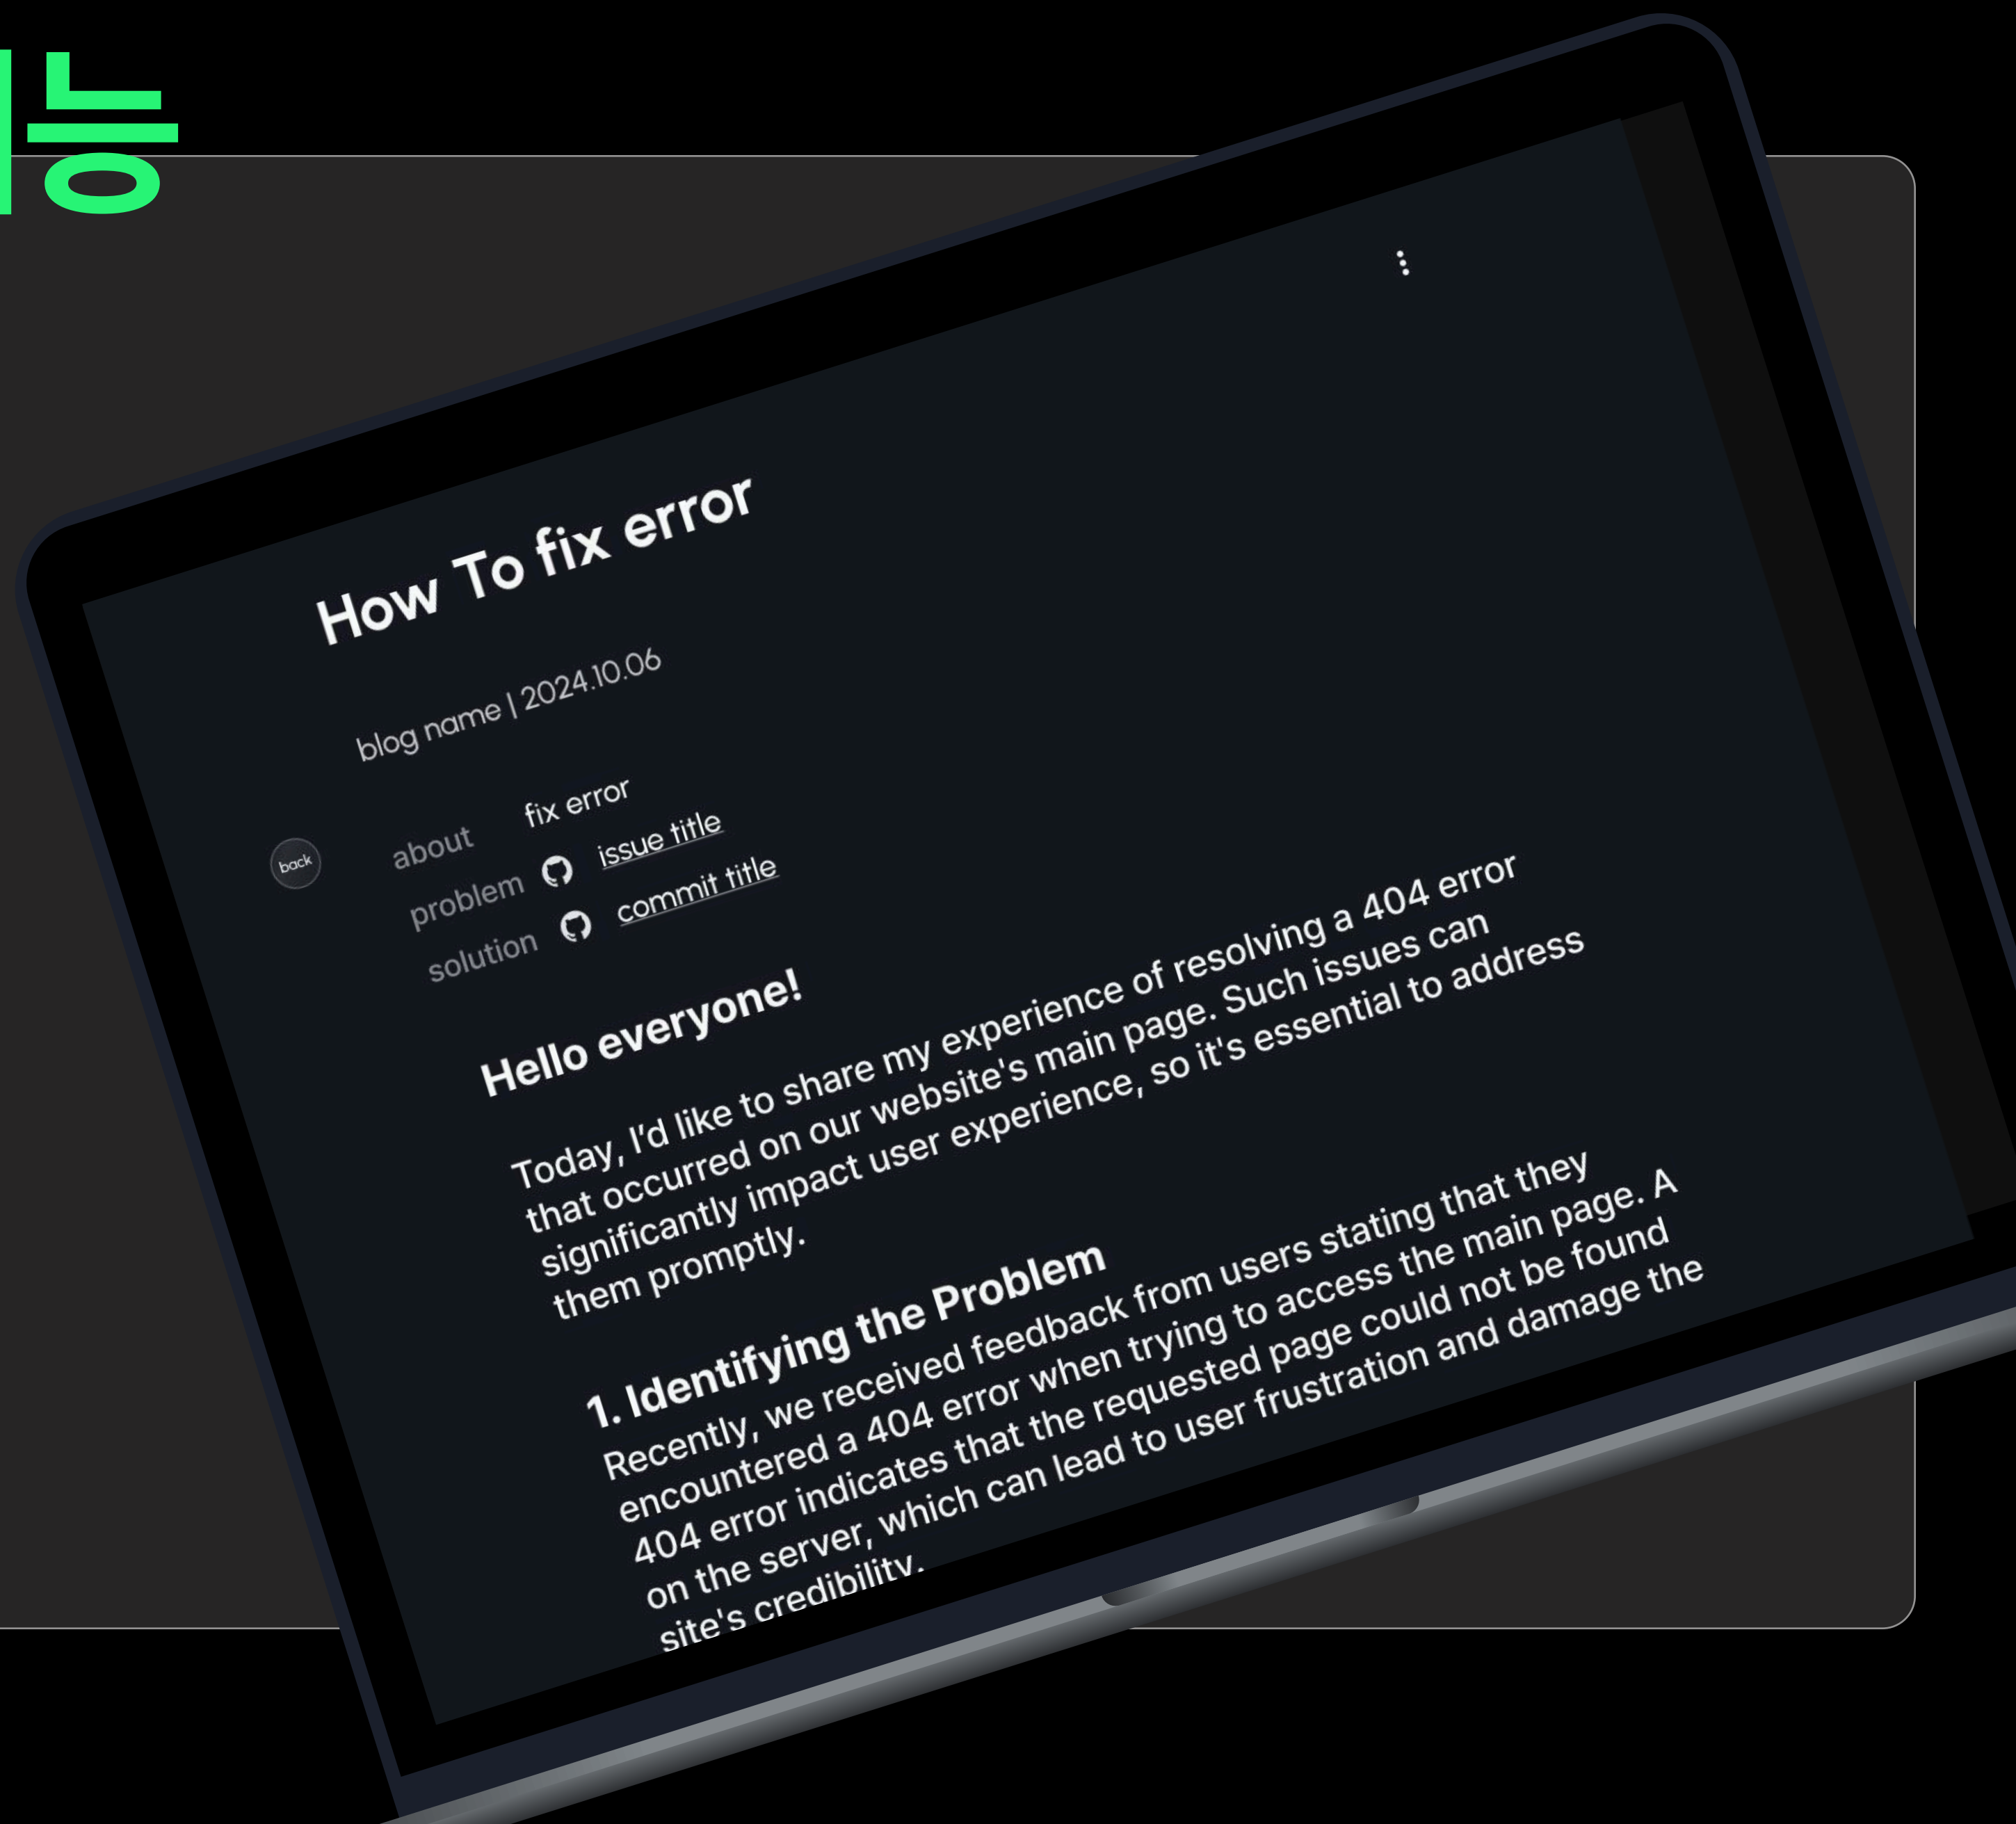 능
How To fix error
blog name | 2024.10.06
back
about fix error
problem issue title
solution commit title
Hello everyone!
Today, I'd like to share my experience of resolving a 404 error
that occurred on our website's main page. Such issues can
significantly impact user experience, so it's essential to address
them promptly.
1. Identifying the Problem
Recently, we received feedback from users stating that they
encountered a 404 error when trying to access the main page. A
404 error indicates that the requested page could not be found
on the server, which can lead to user frustration and damage the
site's credibility.